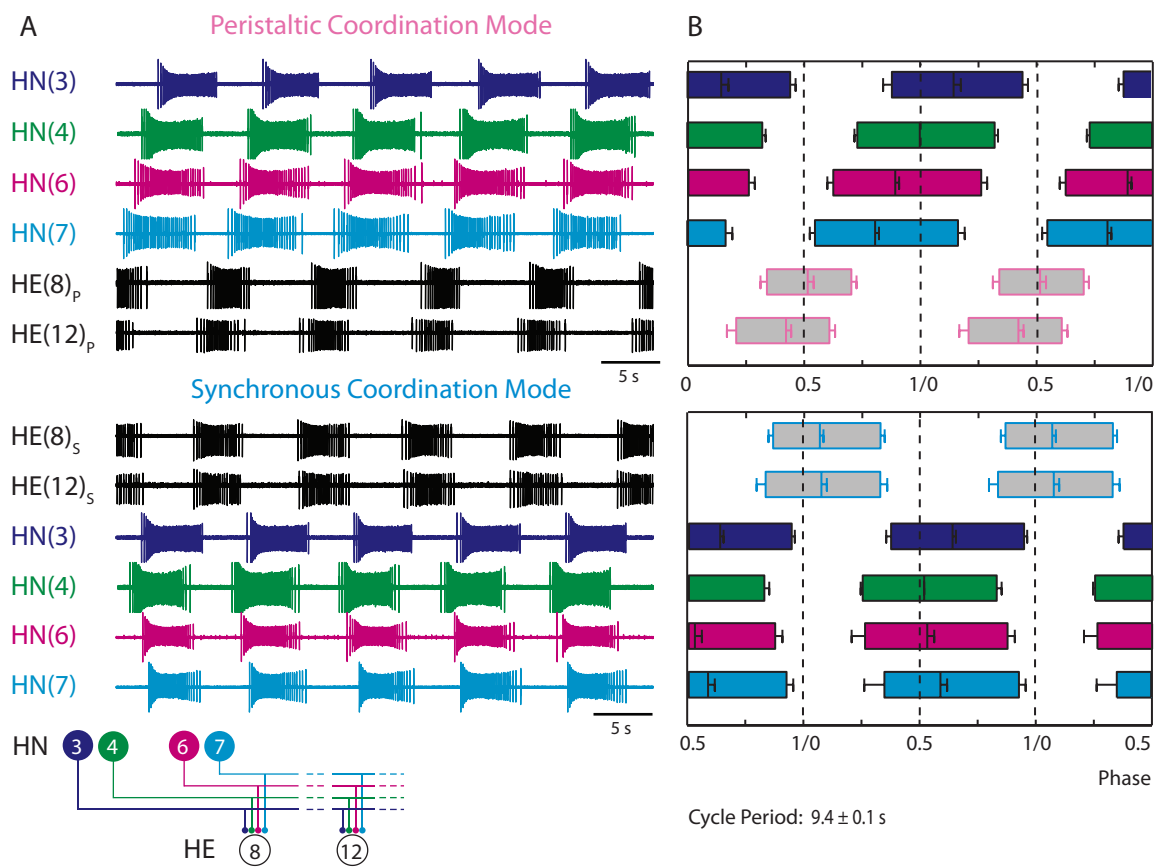 A
Peristaltic Coordination Mode
B
HN(3)
HN(4)
HN(6)
HN(7)
HE(8)P
HE(12)P
5 s
0 0.5 1/0 0.5 1/0
Synchronous Coordination Mode
HE(8)S
HE(12)S
HN(3)
HN(4)
HN(6)
HN(7)
5 s
0.5 1/0 0.5 1/0 0.5
Phase
Cycle Period: 9.4 ± 0.1 s
HN 3 4 6 7
HE 8 12